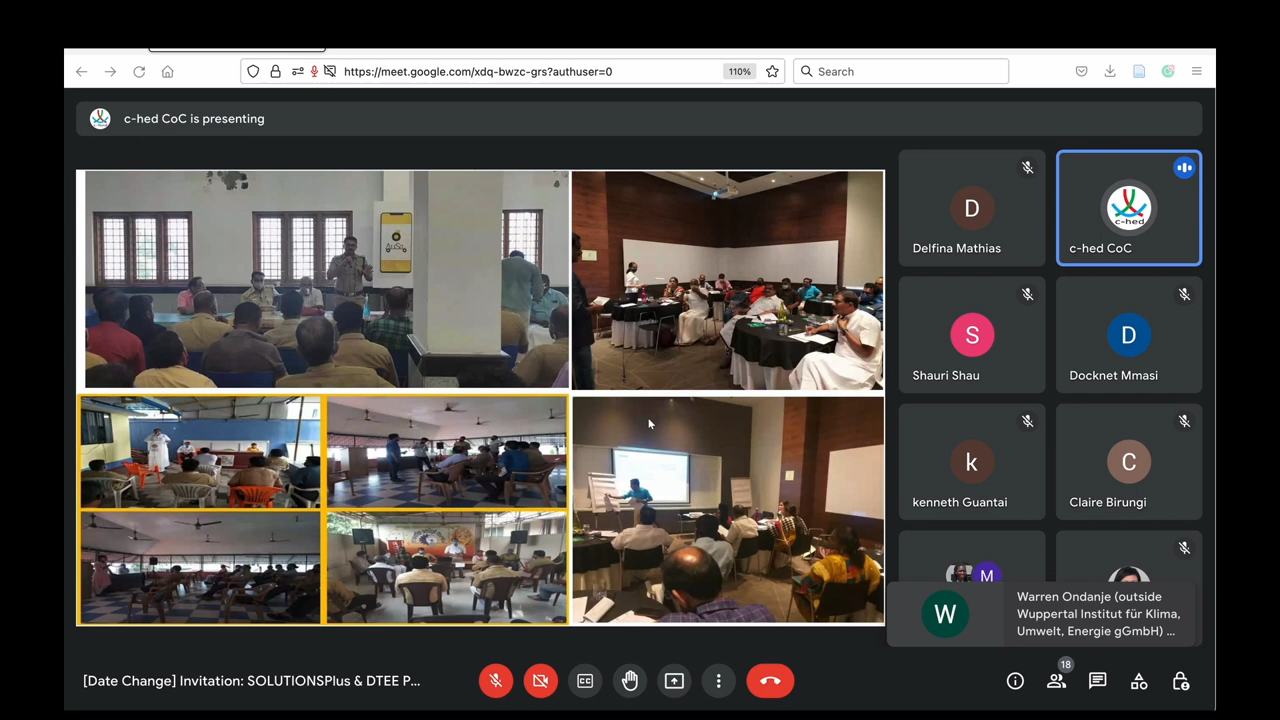 https://meet.google.com/xdq-bwzc-grs?authuser=0
110%
Search
c-hed CoC is presenting
D
Delfina Mathias
c-hed
c-hed CoC
S
Shauri Shau
D
Docknet Mmasi
k
kenneth Guantai
C
Claire Birungi
M
W
Warren Ondanje (outside
Wuppertal Institut für Klima,
Umwelt, Energie gGmbH) ...
[Date Change] Invitation: SOLUTIONSPlus & DTEE P...
CC
18